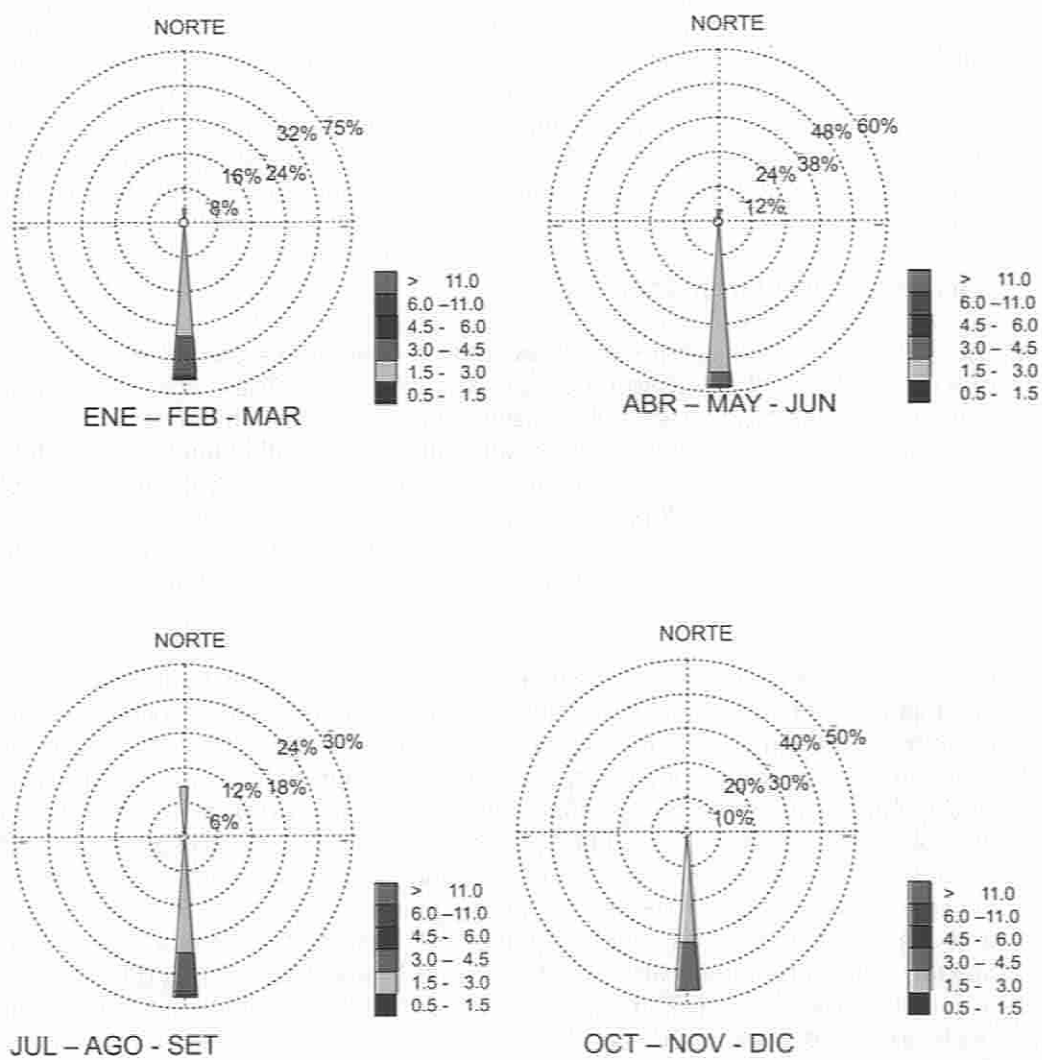 NORTE
32% 75%
16% 24%
8%
> 11.0
6.0 –11.0
4.5 - 6.0
3.0 – 4.5
1.5 - 3.0
0.5 - 1.5
ENE – FEB - MAR
NORTE
48% 60%
24% 38%
12%
> 11.0
6.0 –11.0
4.5 - 6.0
3.0 – 4.5
1.5 - 3.0
0.5 - 1.5
ABR – MAY - JUN
NORTE
24% 30%
12% 18%
6%
> 11.0
6.0 –11.0
4.5 - 6.0
3.0 – 4.5
1.5 - 3.0
0.5 - 1.5
JUL – AGO - SET
NORTE
40% 50%
20% 30%
10%
> 11.0
6.0 –11.0
4.5 - 6.0
3.0 – 4.5
1.5 - 3.0
0.5 - 1.5
OCT – NOV - DIC